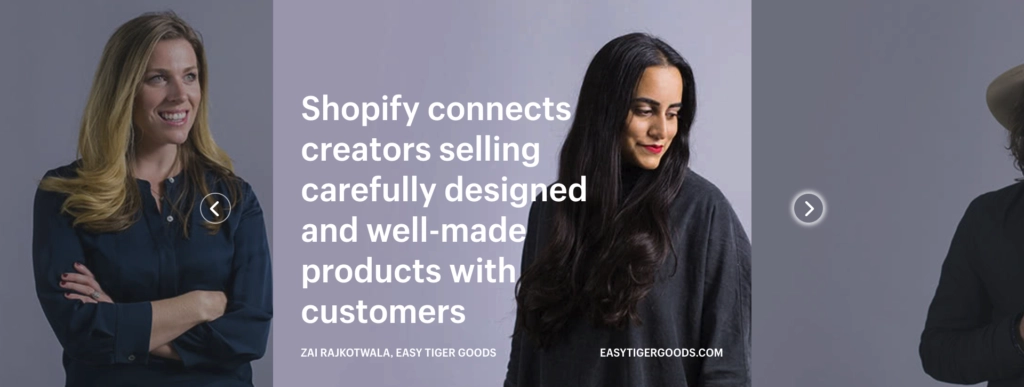 Shopify connects
creators selling
carefully designed
and well-made
products with
customers
ZAI RAJKOTWALA, EASY TIGER GOODS
EASYTIGERGOODS.COM